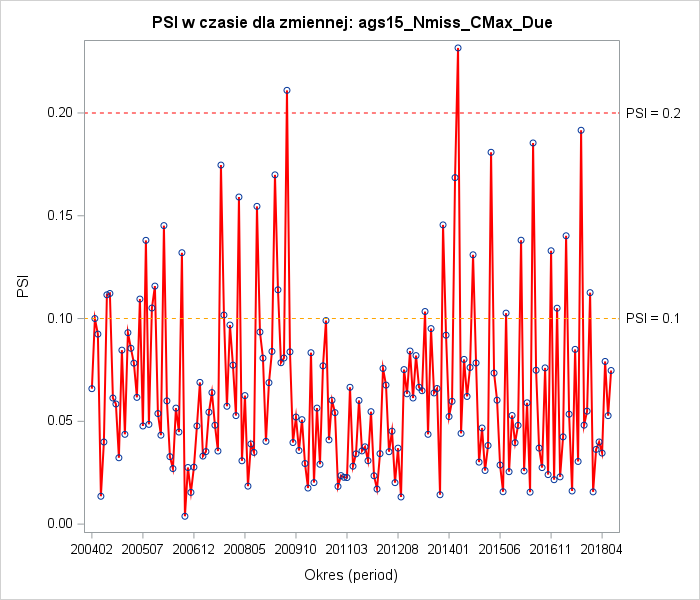 PSI w czasie dla zmiennej: ags15_Nmiss_CMax_Due
0.20
PSI = 0.2
0.15
PSI
0.10
PSI = 0.1
0.05
0.00
200402 200507 200612 200805 200910 201103 201208 201401 201506 201611 201804
Okres (period)